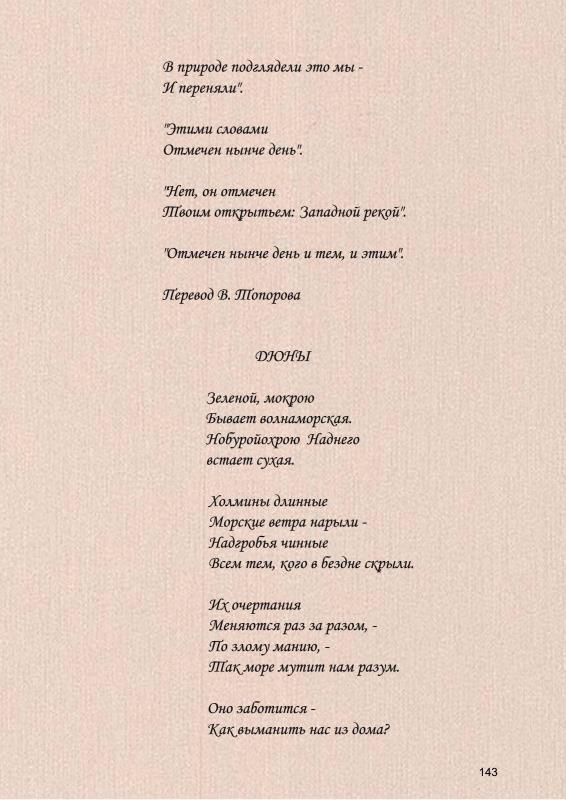 В природе подглядели это мы -
И переняли".
"Этими словами
Отмечен нынче день".
"Нет, он отмечен
Твоим открытьем: Западной рекой".
"Отмечен нынче день и тем, и этим".
Перевод В. Топорова
ДЮНЫ
Зеленой, мокрою
Бывает волнаморская.
Нобуройохрою Наднего
встает сухая.
Холмины длинные
Морские ветра нарыли -
Надгробья чинные
Всем тем, кого в бездне скрыли.
Их очертания
Меняются раз за разом, -
По злому манию, -
Так море мутит нам разум.
Оно заботится -
Как выманить нас из дома?
143